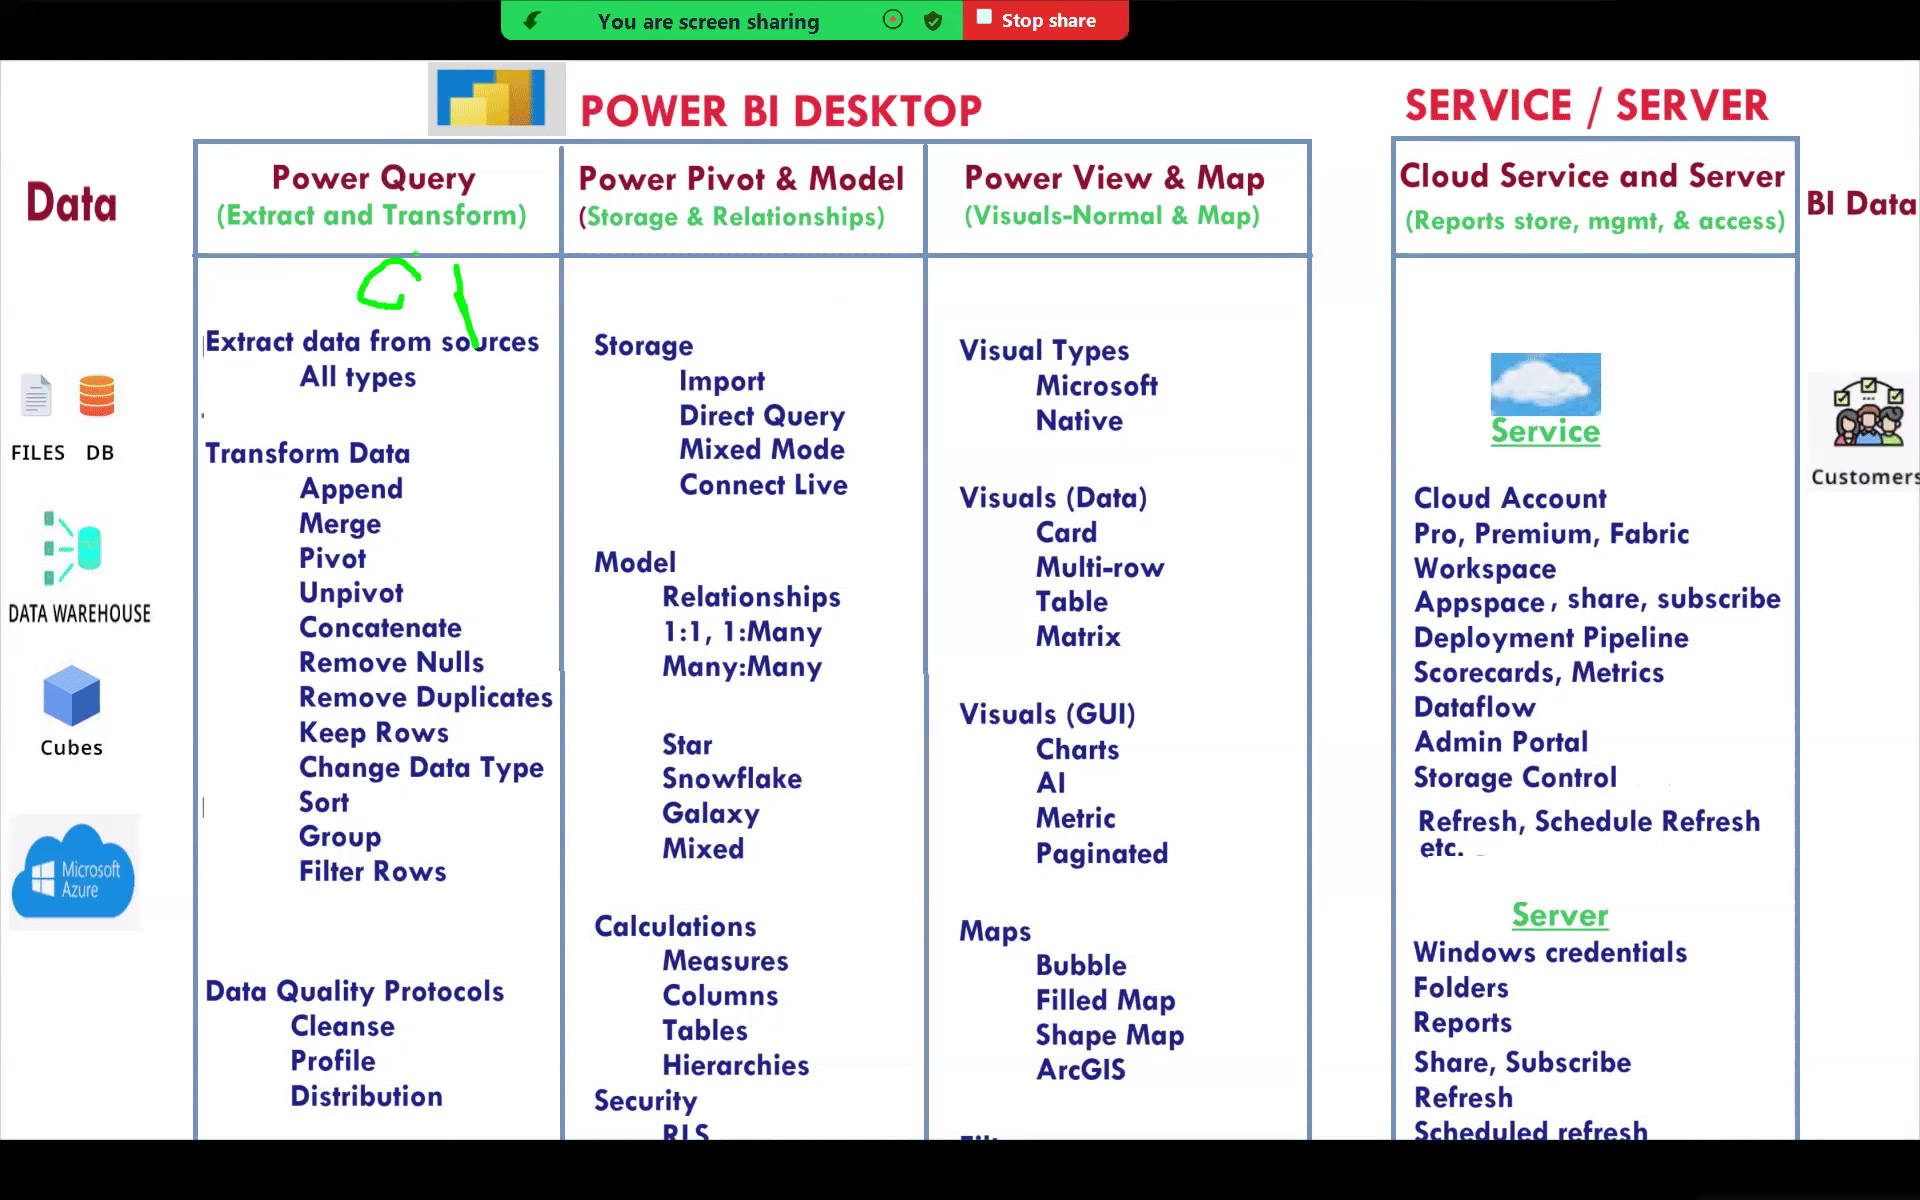 You are screen sharing
Stop share
POWER BI DESKTOP
SERVICE / SERVER
Data
FILES DB
DATA WAREHOUSE
Cubes
Microsoft
Azure
Power Query
(Extract and Transform)
Extract data from sources
All types
Transform Data
Append
Merge
Pivot
Unpivot
Concatenate
Remove Nulls
Remove Duplicates
Keep Rows
Change Data Type
Sort
Group
Filter Rows
Data Quality Protocols
Cleanse
Profile
Distribution
Power Pivot & Model
(Storage & Relationships)
Storage
Import
Direct Query
Mixed Mode
Connect Live
Model
Relationships
1:1, 1:Many
Many:Many
Star
Snowflake
Galaxy
Mixed
Calculations
Measures
Columns
Tables
Hierarchies
Security
RLS
Power View & Map
(Visuals-Normal & Map)
Visual Types
Microsoft
Native
Visuals (Data)
Card
Multi-row
Table
Matrix
Visuals (GUI)
Charts
AI
Metric
Paginated
Maps
Bubble
Filled Map
Shape Map
ArcGIS
Cloud Service and Server
(Reports store, mgmt, & access)
Service
Cloud Account
Pro, Premium, Fabric
Workspace
Appspace, share, subscribe
Deployment Pipeline
Scorecards, Metrics
Dataflow
Admin Portal
Storage Control
Refresh, Schedule Refresh
etc.
Server
Windows credentials
Folders
Reports
Share, Subscribe
Refresh
Scheduled refresh
BI Data
Customers